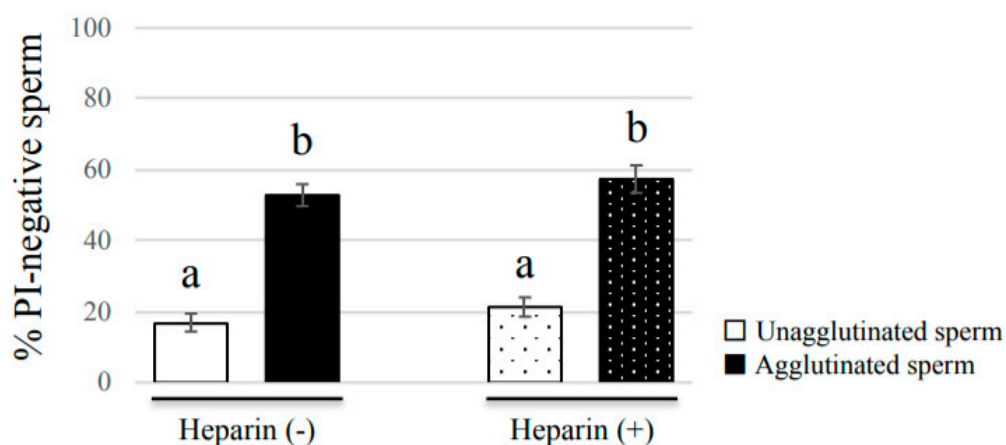 % PI-negative sperm
100
80
60
40
20
0
a
b
a
b
Heparin (-)
Heparin (+)
Unagglutinated sperm
Agglutinated sperm